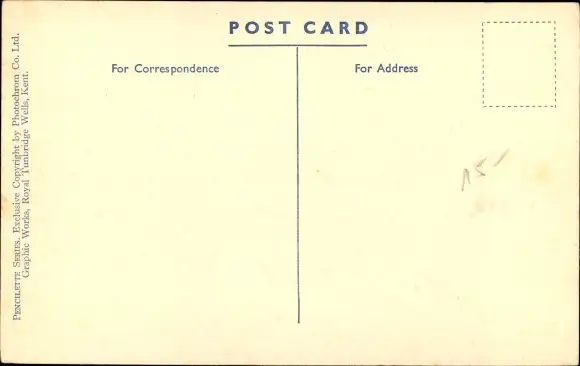 POST CARD
For Correspondence
For Address
PENCILETTE SERIES. Exclusive Copyright by Photochrom Co. Ltd.
Graphic Works, Royal Tunbridge Wells, Kent.